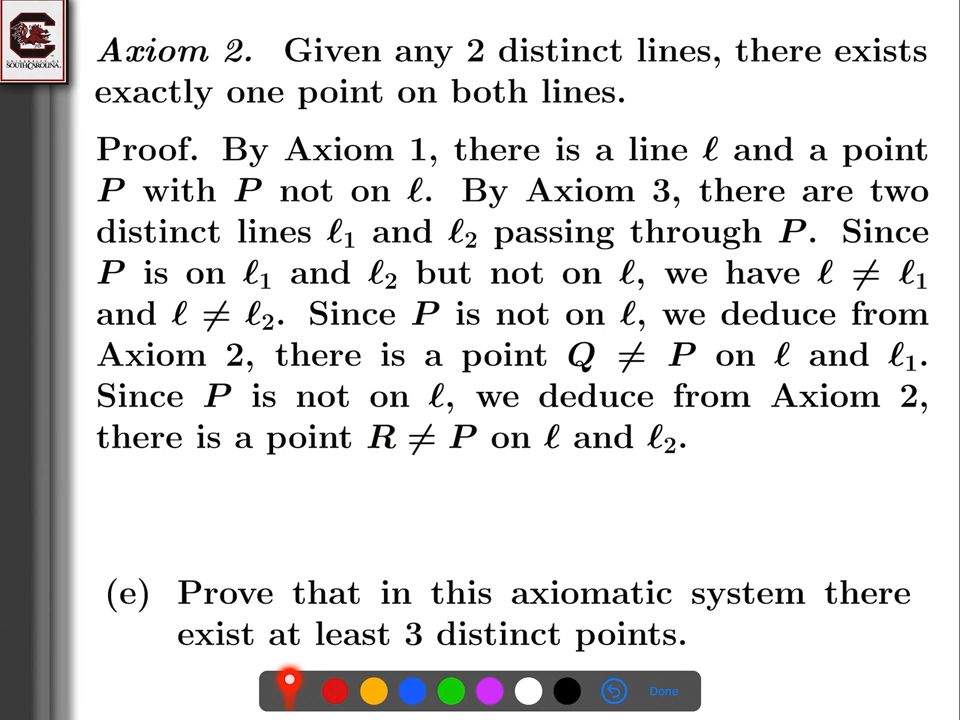 UNIVERSITY OF
SOUTH CAROLINA
Axiom 2. Given any 2 distinct lines, there exists
exactly one point on both lines.
Proof. By Axiom 1, there is a line ℓ and a point
P with P not on ℓ. By Axiom 3, there are two
distinct lines ℓ₁ and ℓ₂ passing through P. Since
P is on ℓ₁ and ℓ₂ but not on ℓ, we have ℓ ≠ ℓ₁
and ℓ ≠ ℓ₂. Since P is not on ℓ, we deduce from
Axiom 2, there is a point Q ≠ P on ℓ and ℓ₁.
Since P is not on ℓ, we deduce from Axiom 2,
there is a point R ≠ P on ℓ and ℓ₂.
(e) Prove that in this axiomatic system there
exist at least 3 distinct points.
Done